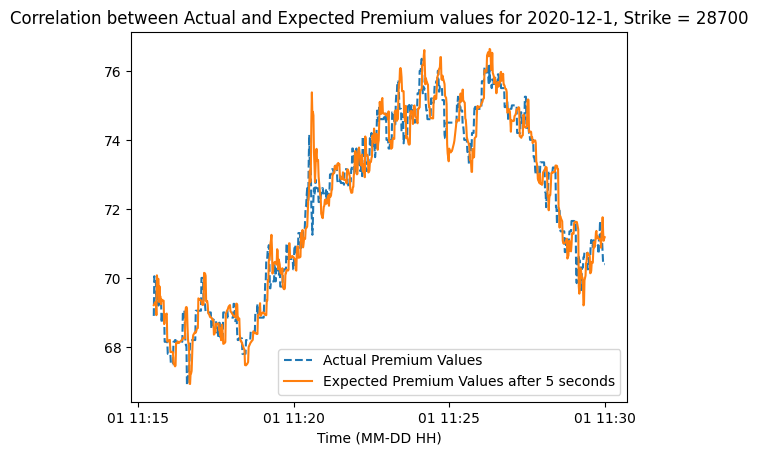 Correlation between Actual and Expected Premium values for 2020-12-1, Strike = 28700
76
74
72
70
68
Actual Premium Values
Expected Premium Values after 5 seconds
01 11:15 01 11:20 01 11:25 01 11:30
Time (MM-DD HH)